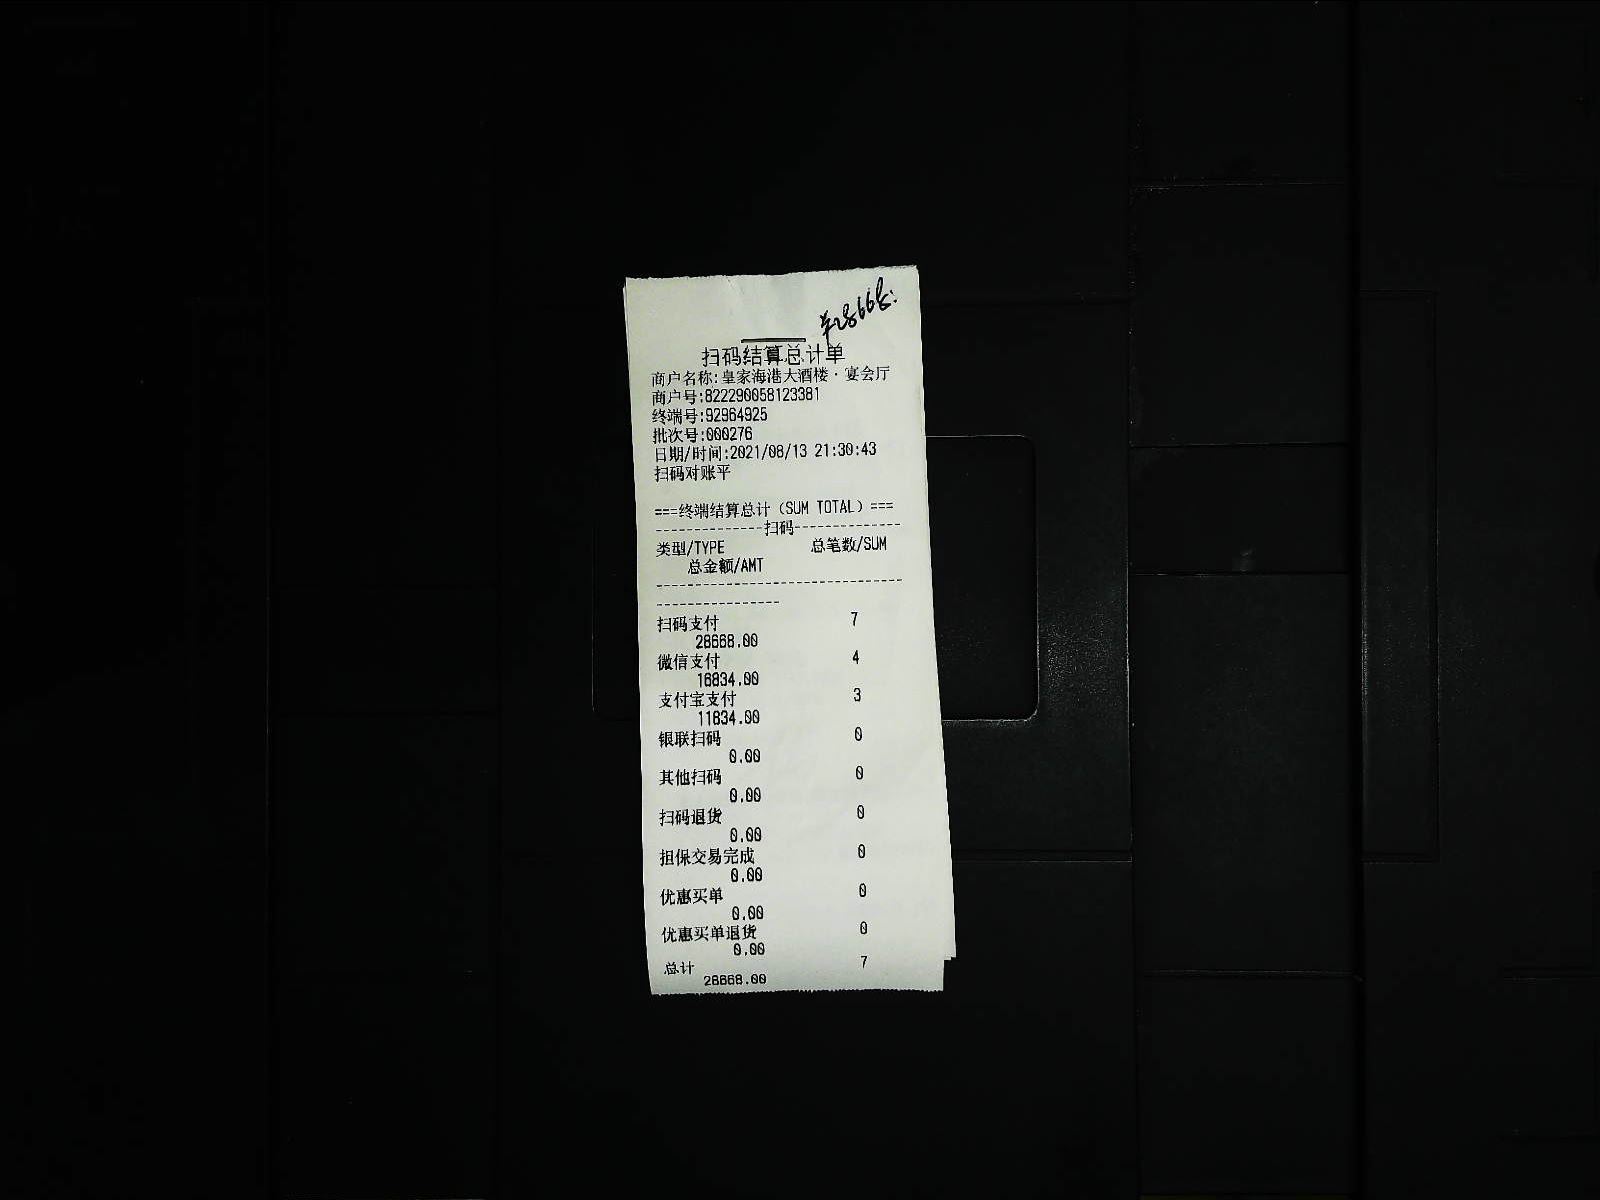 ¥28668.
扫码结算总计单
商户名称:皇家海港大酒楼·宴会厅
商户号:822290058123381
终端号:92964925
批次号:000276
日期/时间:2021/08/13 21:30:43
扫码对账平
===终端结算总计(SUM TOTAL)===
--------------扫码--------------
类型/TYPE 总笔数/SUM
总金额/AMT
--------------------------------
----------------
扫码支付 7
28668.00
微信支付 4
16834.00
支付宝支付 3
11834.00
银联扫码 0
0.00
其他扫码 0
0.00
扫码退货 0
0.00
担保交易完成 0
0.00
优惠买单 0
0.00
优惠买单退货 0
0.00
总计 7
28668.00